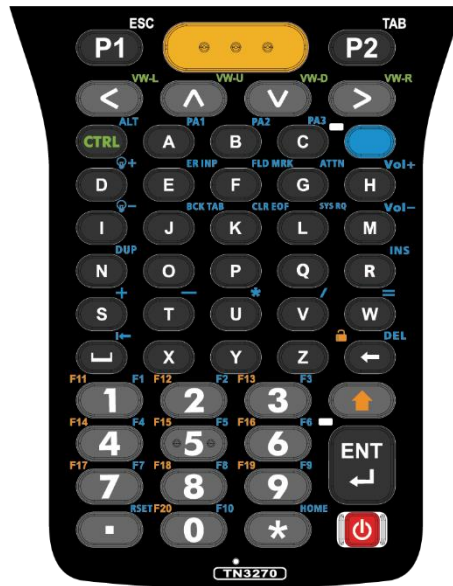 ESC TAB
P1 P2
VW-L VW-U VW-D VW-R
< ∧ ∨ >
ALT PA1 PA2 PA3
CTRL A B C
+ ER INP FLD MRK ATTN Vol+
D E F G H
- BCK TAB CLR EOF SYS RQ Vol-
I J K L M
DUP INS
N O P Q R
+ - * / =
S T U V W
DEL
X Y Z
F11 F1 F12 F2 F13 F3
1 2 3
F14 F4 F15 F5 F16 F6
4 5 6
ENT
F17 F7 F18 F8 F19 F9
7 8 9
RSET F20 F10 HOME
. 0 *
TN3270